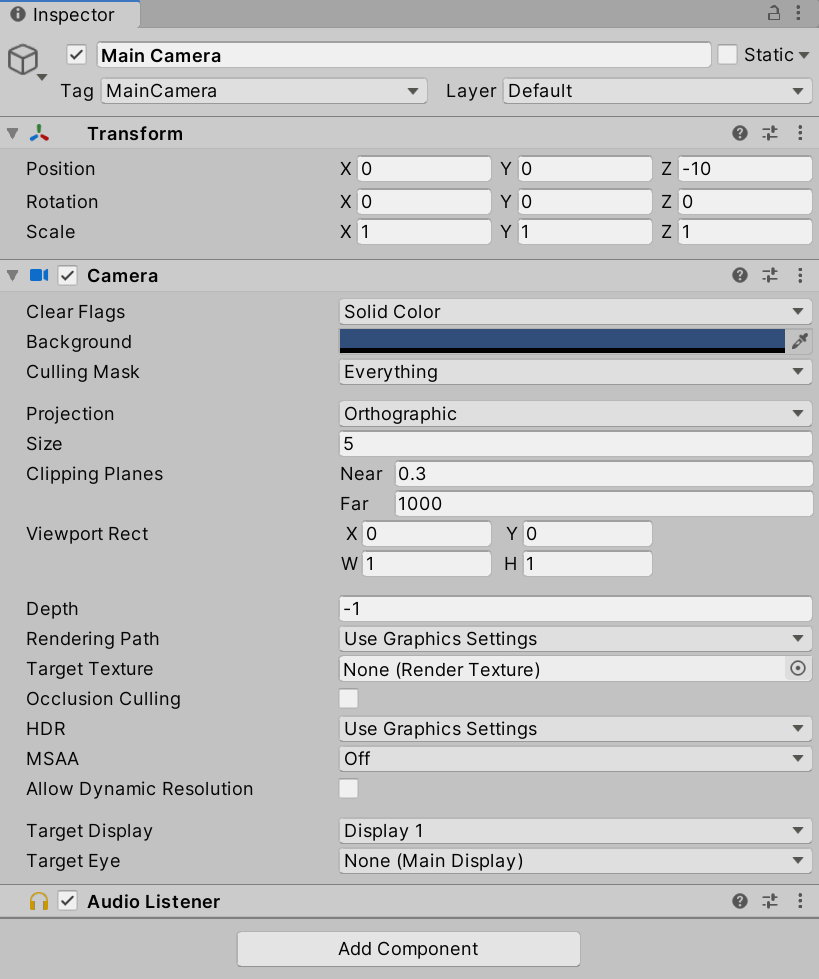 Inspector
Main Camera Static
Tag MainCamera Layer Default
Transform
Position X 0 Y 0 Z -10
Rotation X 0 Y 0 Z 0
Scale X 1 Y 1 Z 1
Camera
Clear Flags Solid Color
Background
Culling Mask Everything
Projection Orthographic
Size 5
Clipping Planes Near 0.3
Far 1000
Viewport Rect X 0 Y 0
W 1 H 1
Depth -1
Rendering Path Use Graphics Settings
Target Texture None (Render Texture)
Occlusion Culling
HDR Use Graphics Settings
MSAA Off
Allow Dynamic Resolution
Target Display Display 1
Target Eye None (Main Display)
Audio Listener
Add Component